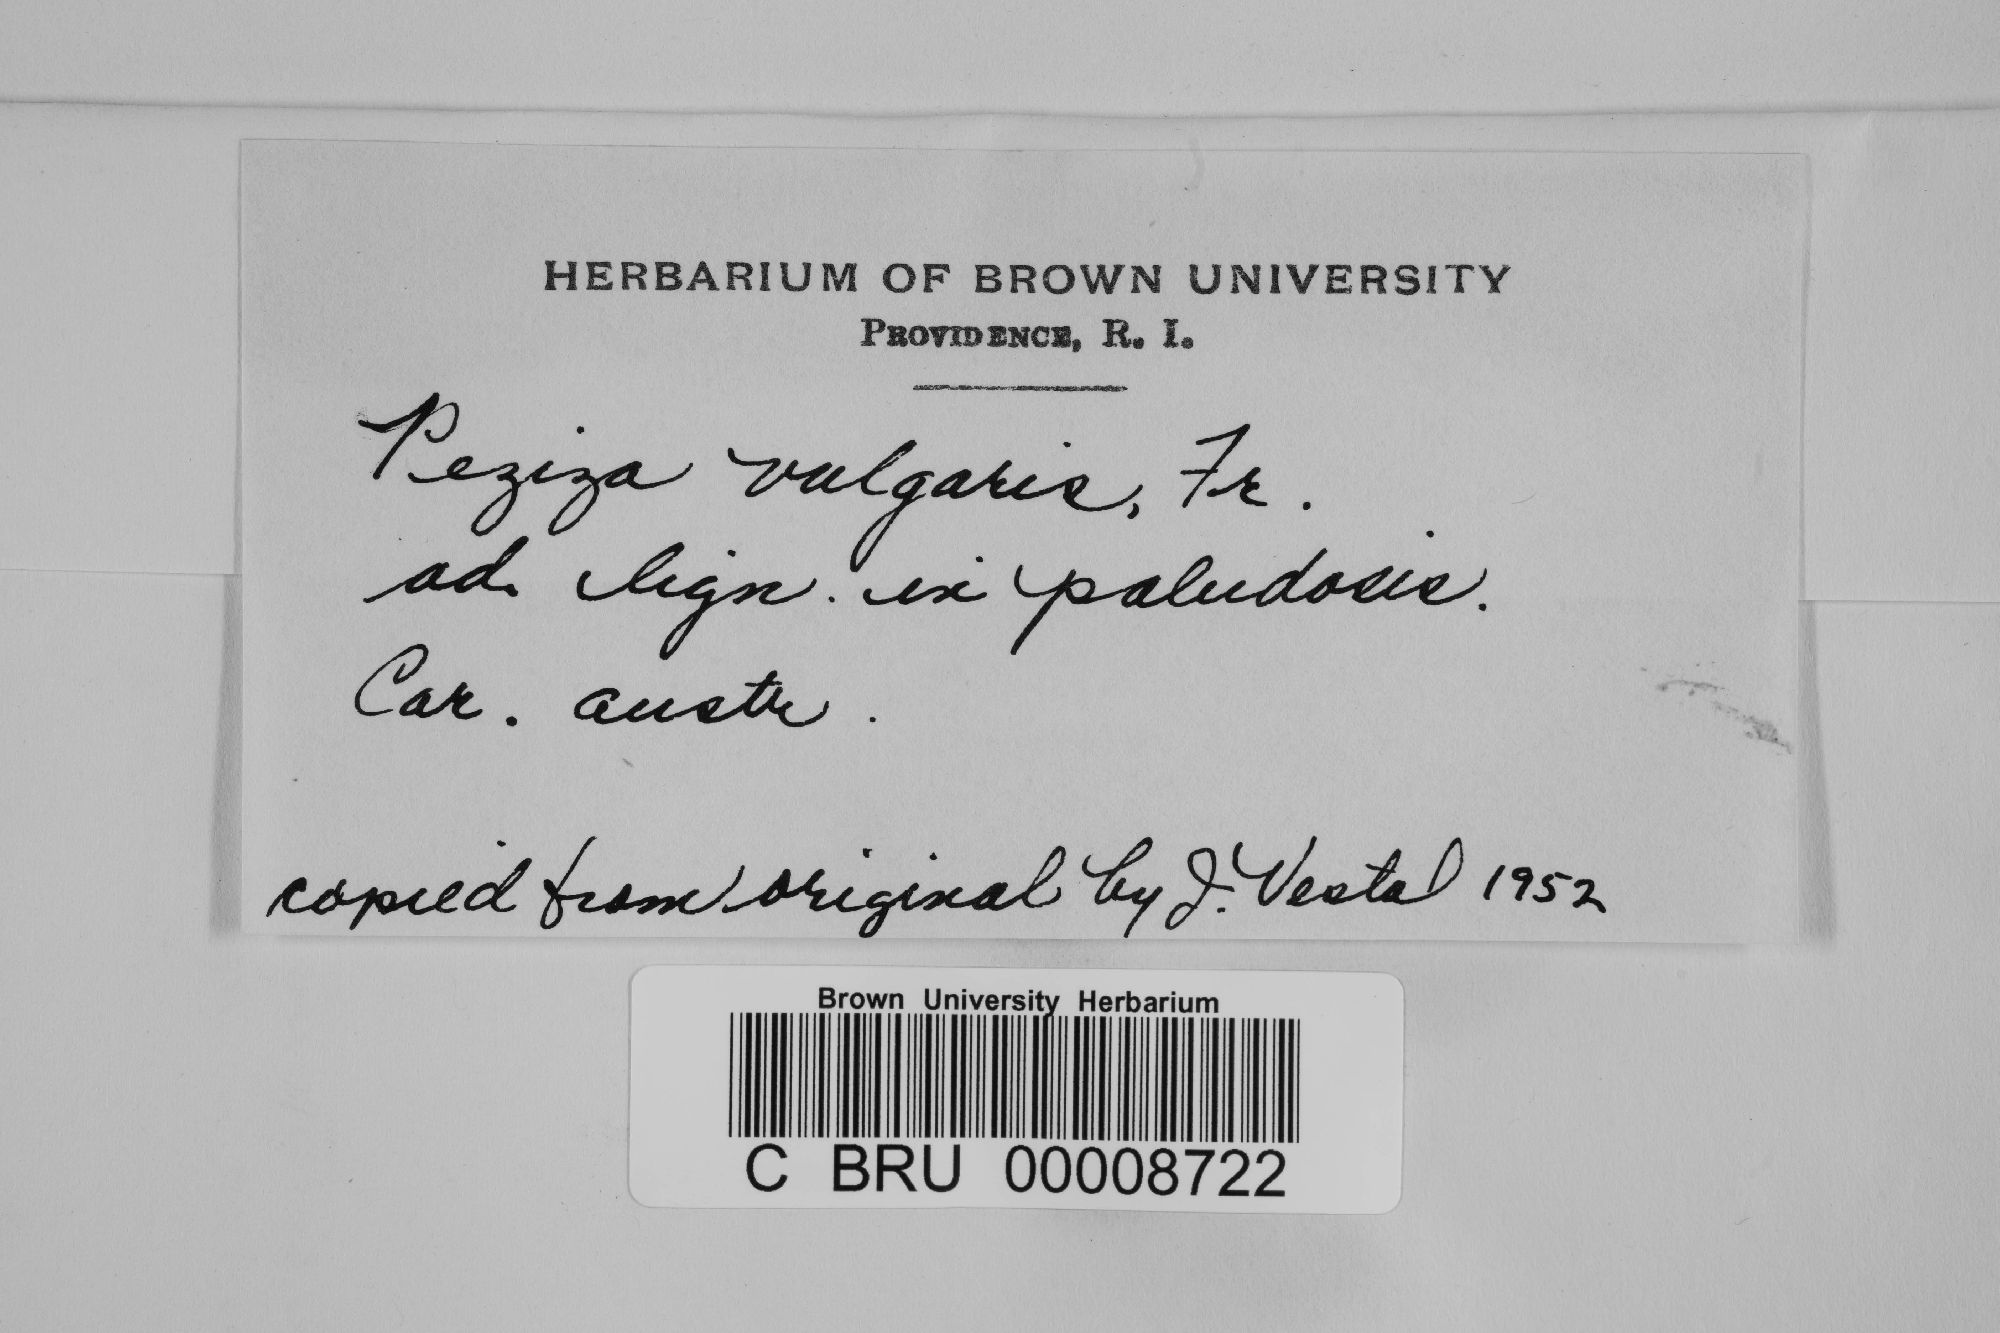 HERBARIUM OF BROWN UNIVERSITY
PROVIDENCE, R. I.
Peziza vulgaris, Fr.
ad. lign. in paludosis.
Car. austr.
copied from original by J. Vestal 1952
Brown University Herbarium
C BRU 00008722